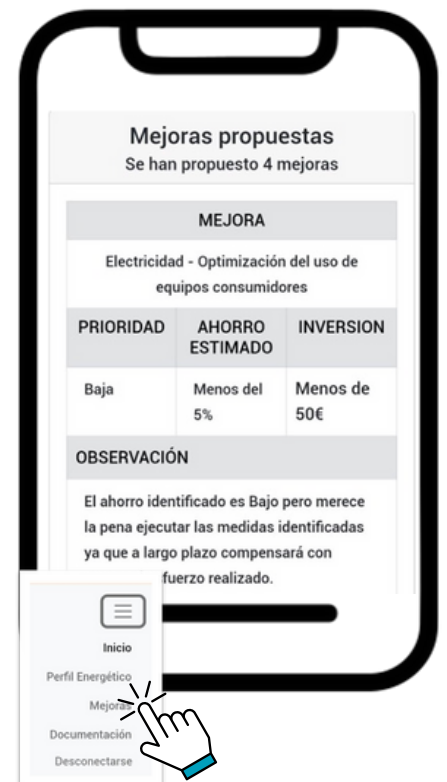 Mejoras propuestas
Se han propuesto 4 mejoras
MEJORA
Electricidad - Optimización del uso de
equipos consumidores
PRIORIDAD
AHORRO
ESTIMADO
INVERSION
Baja
Menos del
5%
Menos de
50€
OBSERVACIÓN
El ahorro identificado es Bajo pero merece
la pena ejecutar las medidas identificadas
ya que a largo plazo compensará con
fuerzo realizado.
Inicio
Perfil Energético
Mejoras
Documentación
Desconectarse